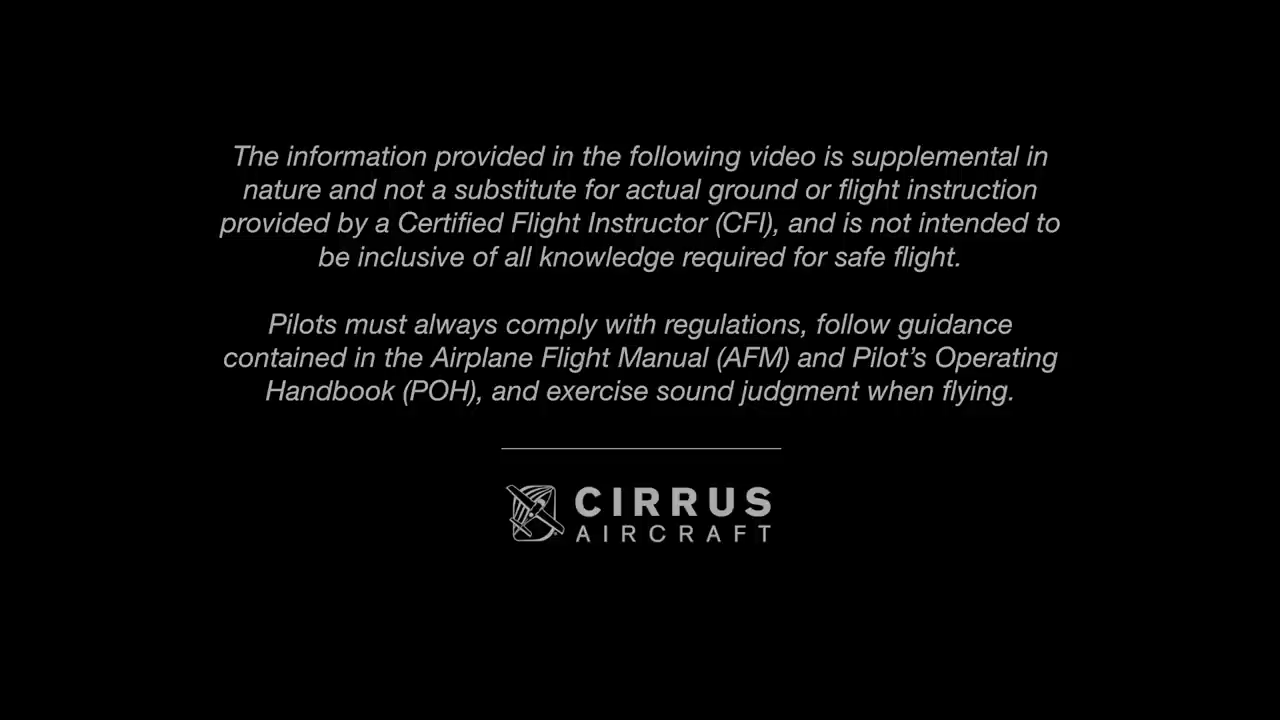 The information provided in the following video is supplemental in
nature and not a substitute for actual ground or flight instruction
provided by a Certified Flight Instructor (CFI), and is not intended to
be inclusive of all knowledge required for safe flight.
Pilots must always comply with regulations, follow guidance
contained in the Airplane Flight Manual (AFM) and Pilot’s Operating
Handbook (POH), and exercise sound judgment when flying.
CIRRUS
AIRCRAFT